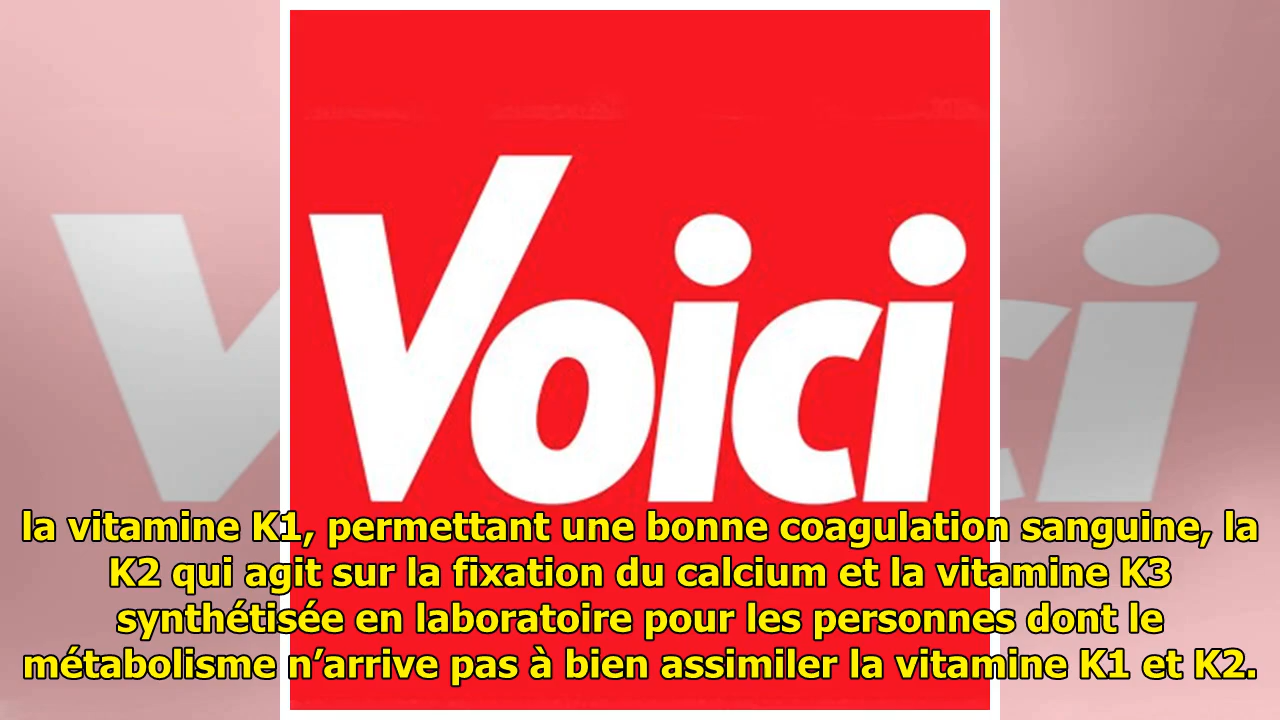 Voici
la vitamine K1, permettant une bonne coagulation sanguine, la
K2 qui agit sur la fixation du calcium et la vitamine K3
synthétisée en laboratoire pour les personnes dont le
métabolisme n’arrive pas à bien assimiler la vitamine K1 et K2.